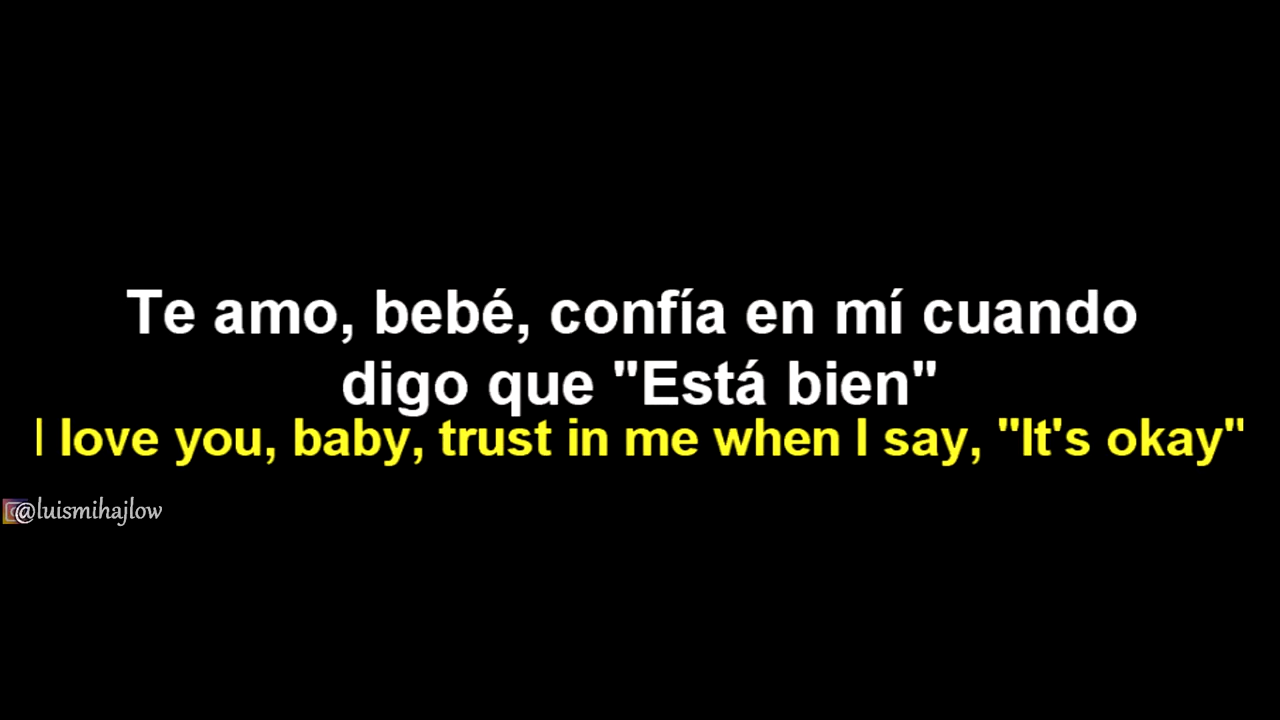 Te amo, bebé, confía en mí cuando
digo que "Está bien"
I love you, baby, trust in me when I say, "It's okay"
@luismihajlow